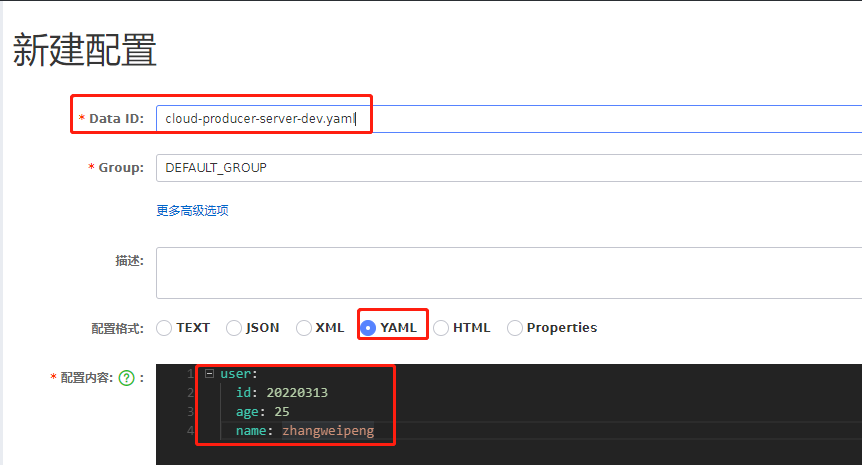 新建配置
* Data ID: cloud-producer-server-dev.yaml
* Group: DEFAULT_GROUP
更多高级选项
描述:
配置格式: TEXT JSON XML YAML HTML Properties
* 配置内容: ? :
1 user:
2 id: 20220313
3 age: 25
4 name: zhangweipeng